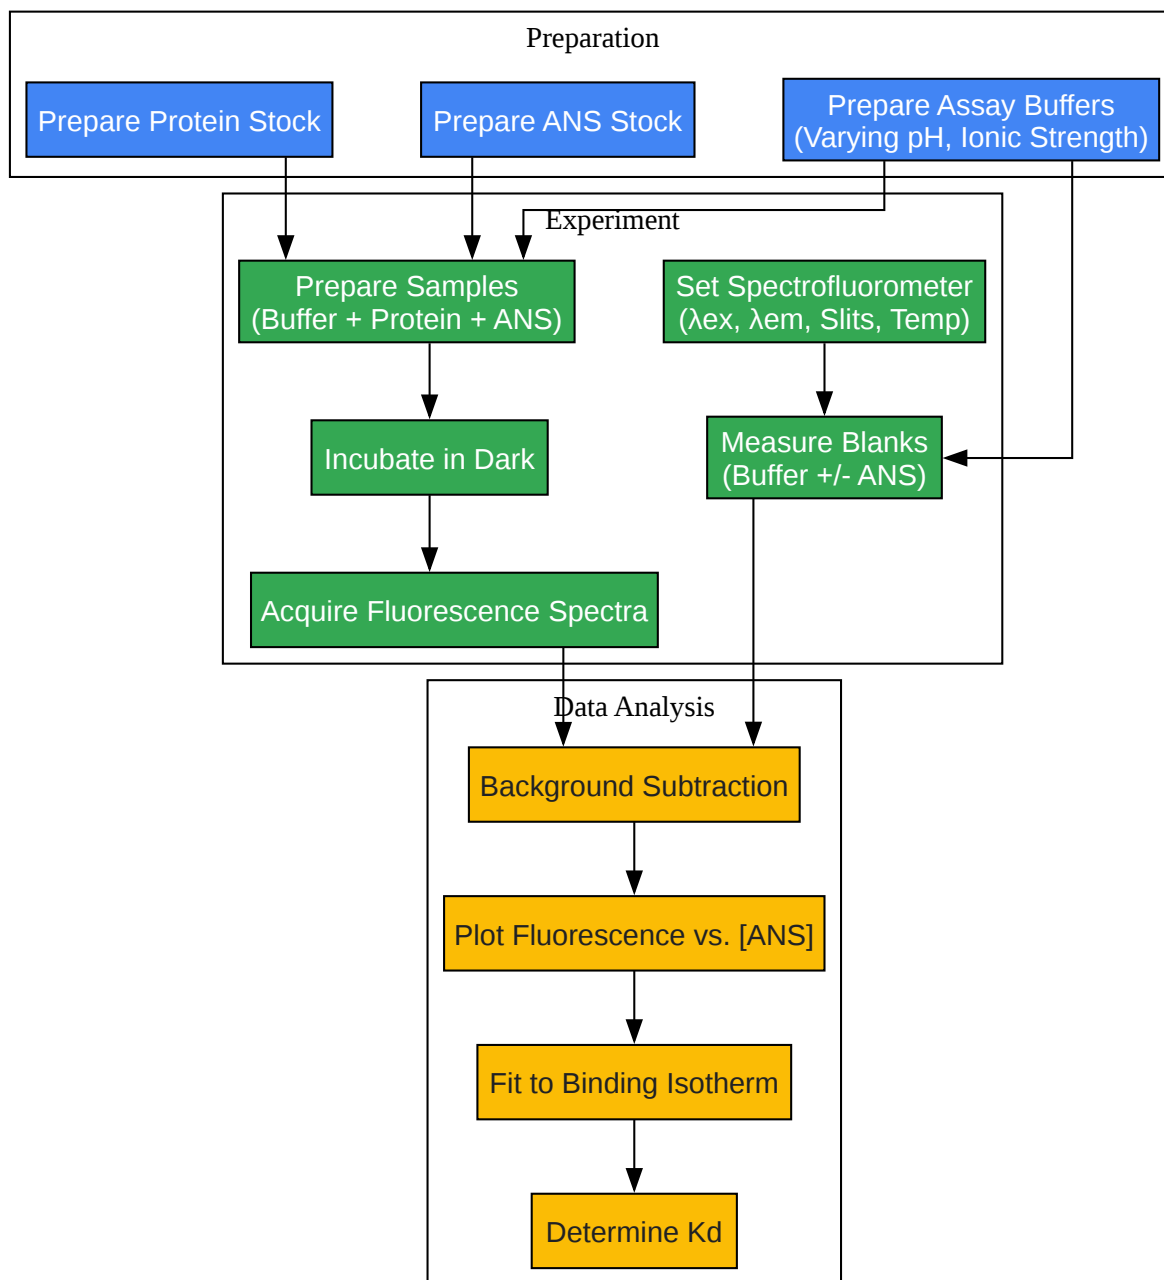 Preparation
Prepare Protein Stock
Prepare ANS Stock
Prepare Assay Buffers
(Varying pH, Ionic Strength)
Experiment
Prepare Samples
(Buffer + Protein + ANS)
Set Spectrofluorometer
(λex, λem, Slits, Temp)
Incubate in Dark
Measure Blanks
(Buffer +/- ANS)
Acquire Fluorescence Spectra
Data Analysis
Background Subtraction
Plot Fluorescence vs. [ANS]
Fit to Binding Isotherm
Determine Kd